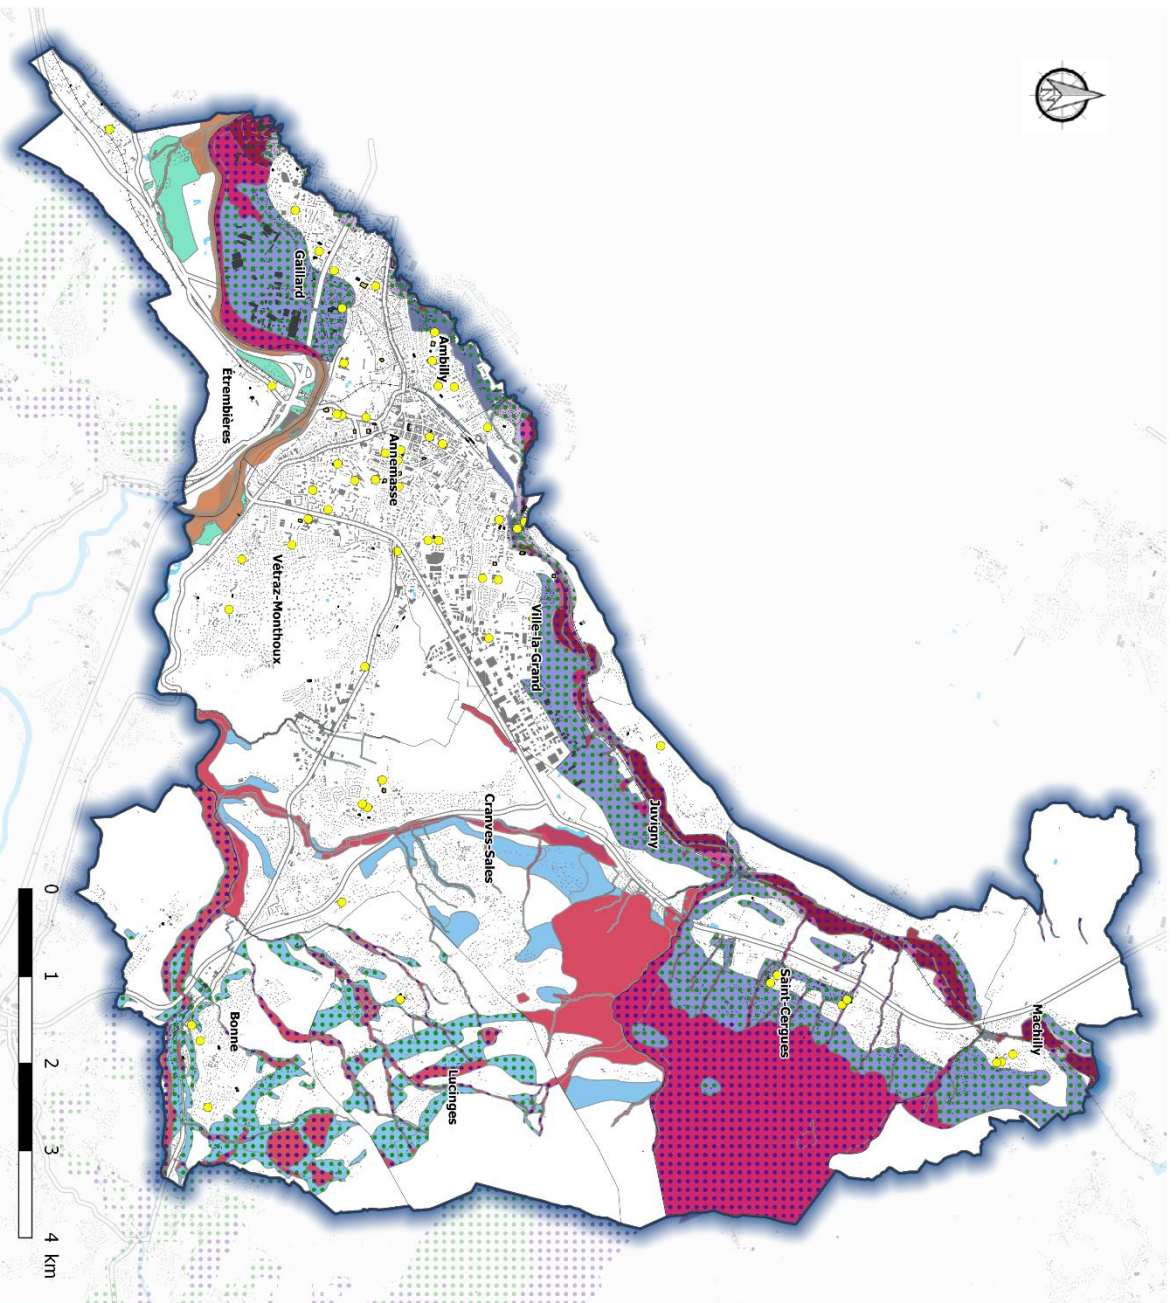 Gaillard
Ambilly
Étrembières
Annemasse
Vétraz-Monthoux
Ville-la-Grand
Juvigny
Cranves-Sales
Saint-Cergues
Machilly
Bonne
Lucinges
0 1 2 3 4 km